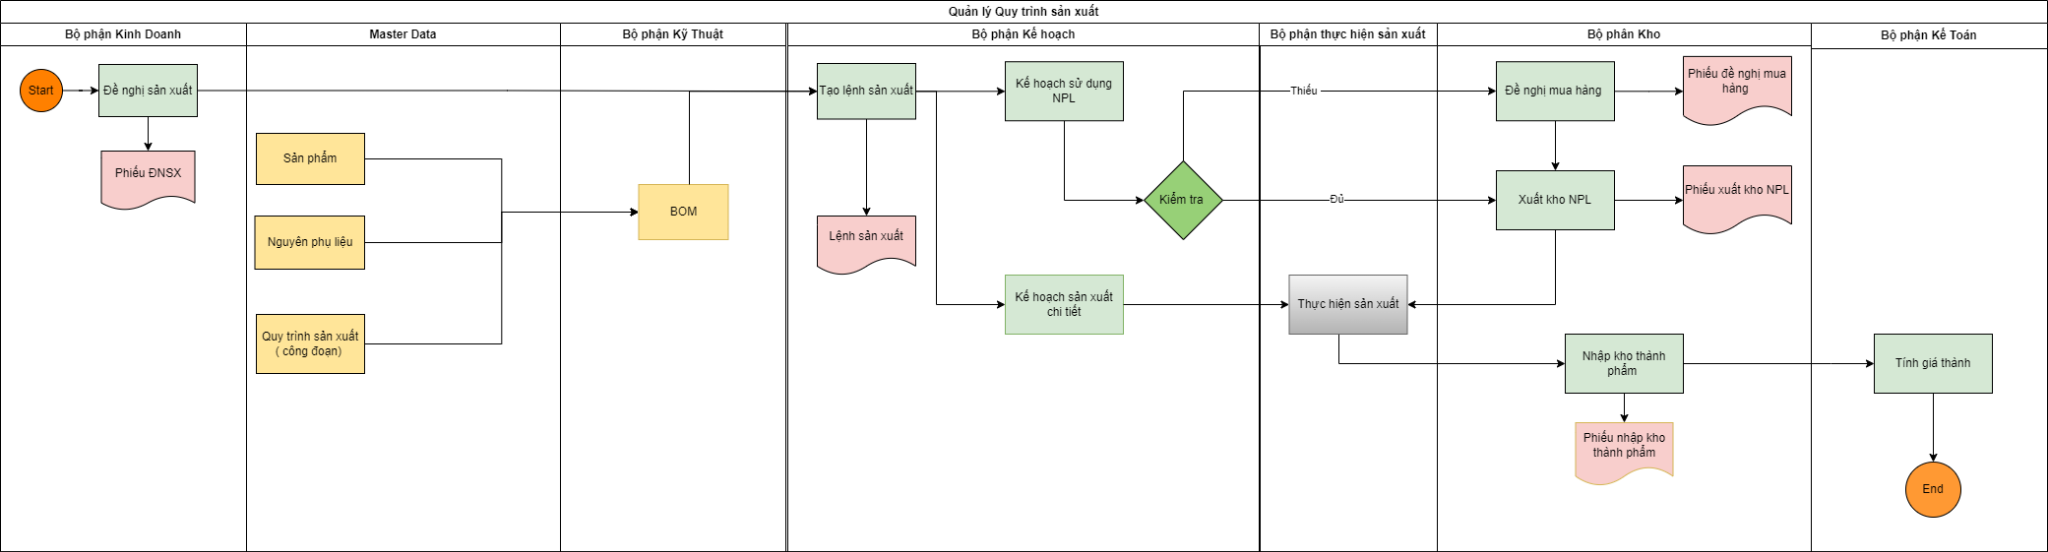 Quản lý Quy trình sản xuất
Bộ phận Kinh Doanh
Master Data
Bộ phận Kỹ Thuật
Bộ phận Kế hoạch
Bộ phận thực hiện sản xuất
Bộ phân Kho
Bộ phận Kế Toán
Start
Đề nghị sản xuất
Phiếu ĐNSX
Sản phẩm
Nguyên phụ liệu
Quy trình sản xuất
( công đoạn)
BOM
Tạo lệnh sản xuất
Lệnh sản xuất
Kế hoạch sử dụng
NPL
Kế hoạch sản xuất
chi tiết
Kiểm tra
Thiếu
Đủ
Thực hiện sản xuất
Đề nghị mua hàng
Phiếu đề nghị mua
hàng
Xuất kho NPL
Phiếu xuất kho NPL
Nhập kho thành
phẩm
Phiếu nhập kho
thành phẩm
Tính giá thành
End